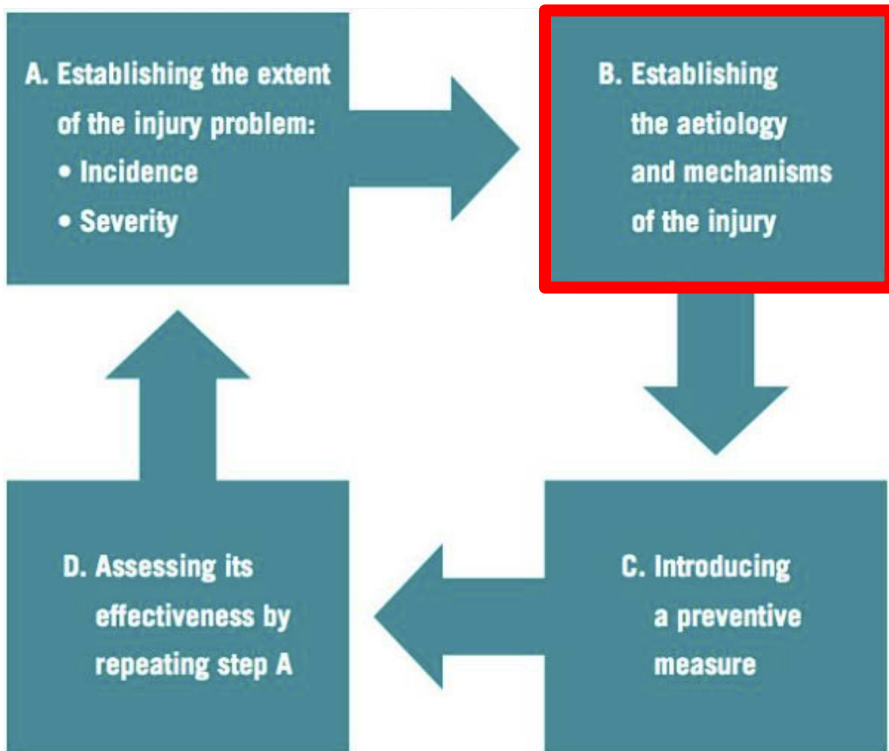 A. Establishing the extent
of the injury problem:
• Incidence
• Severity
B. Establishing
the aetiology
and mechanisms
of the injury
C. Introducing
a preventive
measure
D. Assessing its
effectiveness by
repeating step A